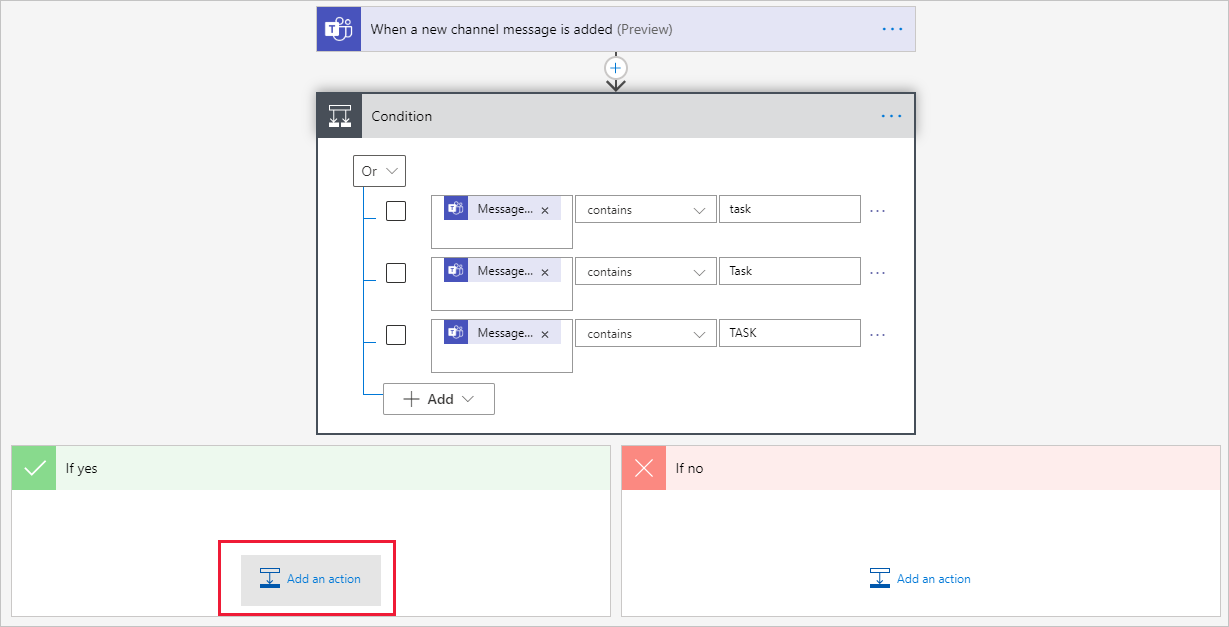 When a new channel message is added (Preview)
Condition
Or
Message... contains task
Message... contains Task
Message... contains TASK
Add
If yes
If no
Add an action
Add an action